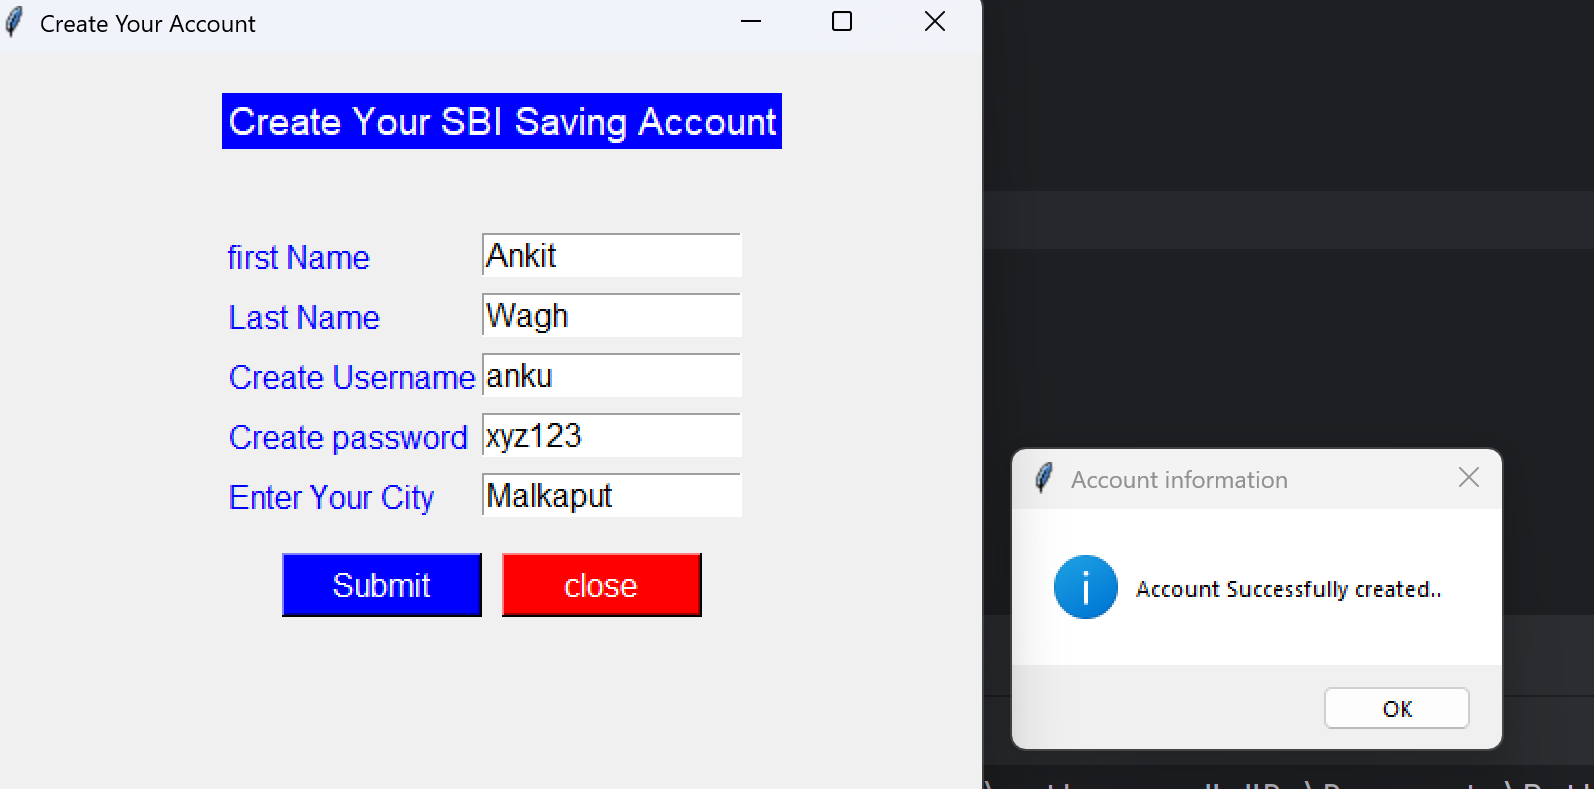 Create Your Account
Create Your SBI Saving Account
first Name
Ankit
Last Name
Wagh
Create Username
anku
Create password
xyz123
Enter Your City
Malkaput
Submit
close
Account information
Account Successfully created..
OK